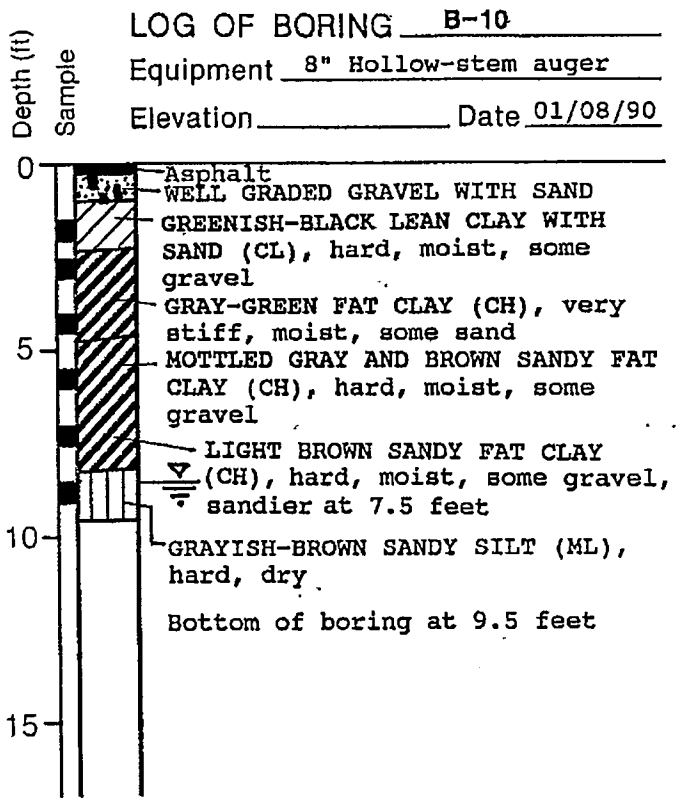 LOG OF BORING B-10
Equipment 8" Hollow-stem auger
Elevation Date 01/08/90
Depth (ft)
Sample
0
Asphalt
WELL GRADED GRAVEL WITH SAND
GREENISH-BLACK LEAN CLAY WITH
SAND (CL), hard, moist, some
gravel
GRAY-GREEN FAT CLAY (CH), very
stiff, moist, some sand
5
MOTTLED GRAY AND BROWN SANDY FAT
CLAY (CH), hard, moist, some
gravel
LIGHT BROWN SANDY FAT CLAY
(CH), hard, moist, some gravel,
sandier at 7.5 feet
10
GRAYISH-BROWN SANDY SILT (ML),
hard, dry
Bottom of boring at 9.5 feet
15